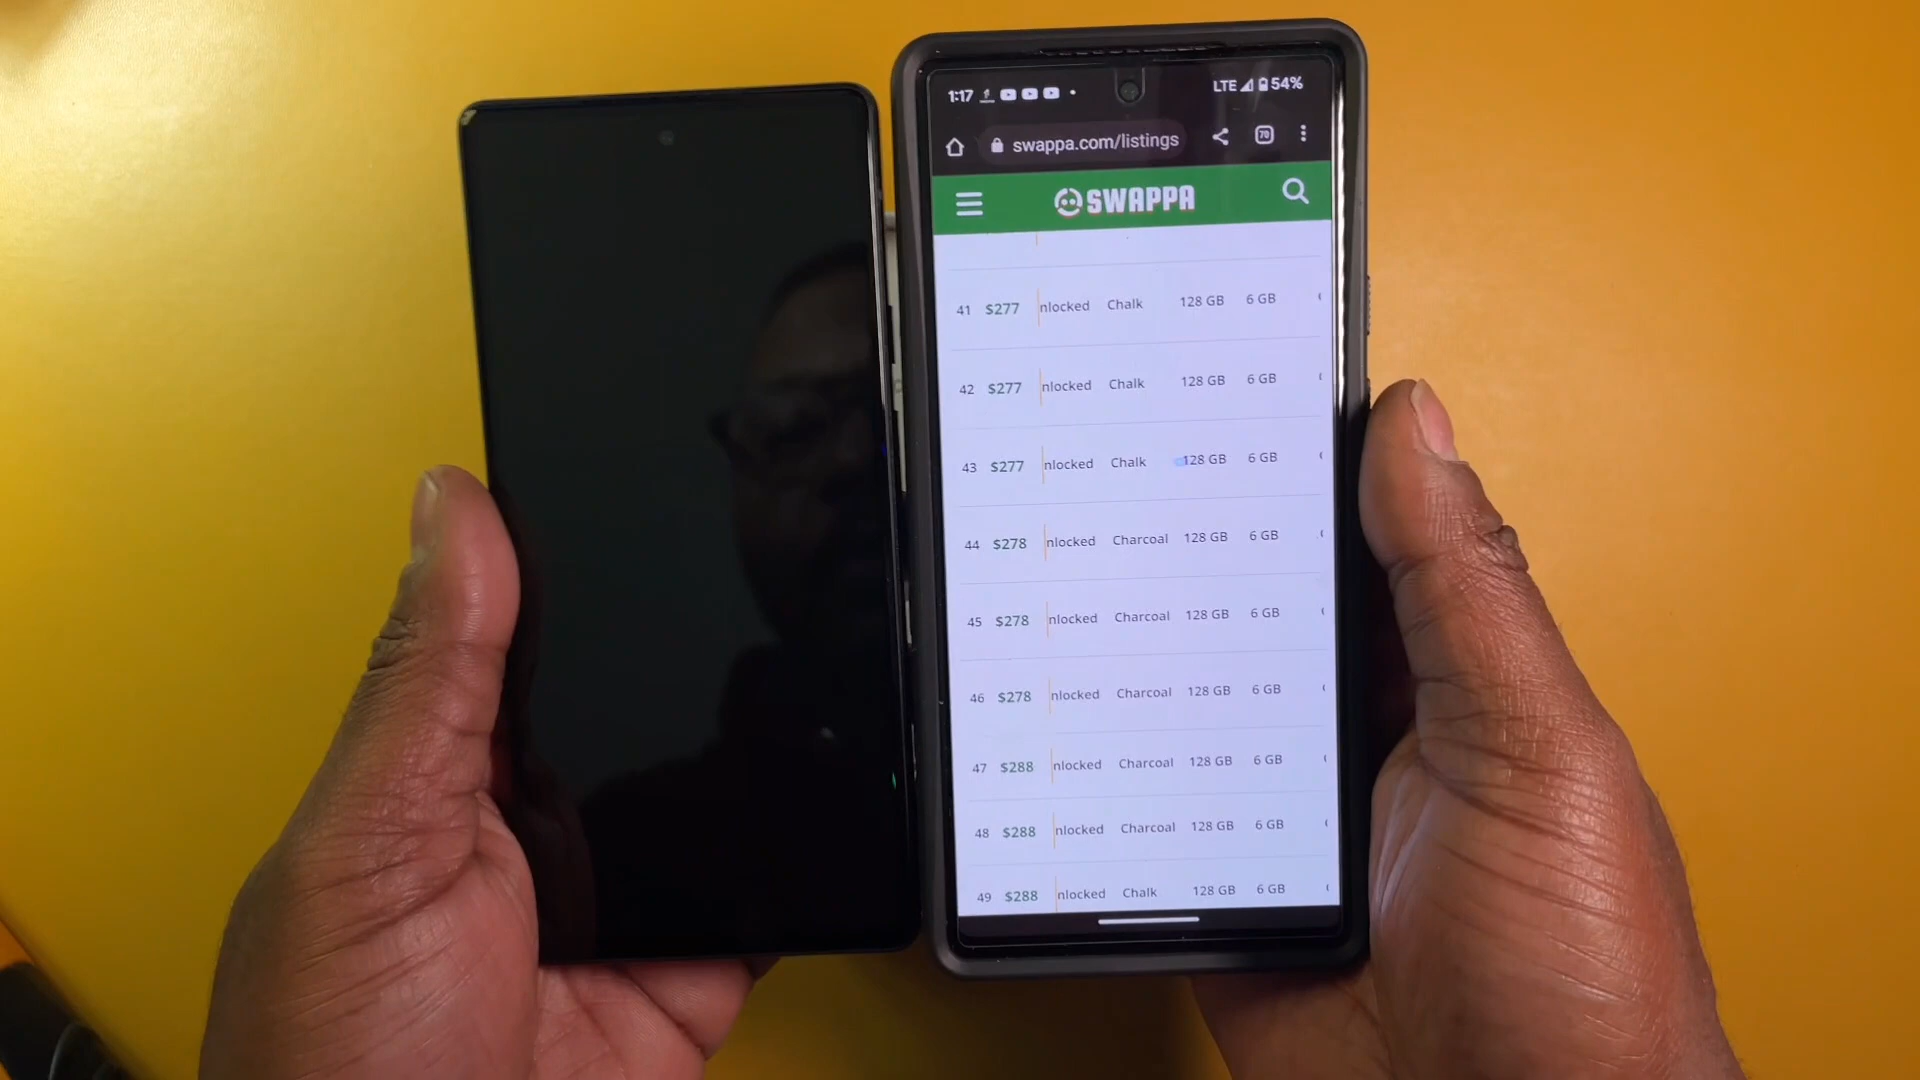 1:17 LTE 54%
swappa.com/listings 70
SWAPPA
41 $277 nlocked Chalk 128 GB 6 GB
42 $277 nlocked Chalk 128 GB 6 GB
43 $277 nlocked Chalk 128 GB 6 GB
44 $278 nlocked Charcoal 128 GB 6 GB
45 $278 nlocked Charcoal 128 GB 6 GB
46 $278 nlocked Charcoal 128 GB 6 GB
47 $288 nlocked Charcoal 128 GB 6 GB
48 $288 nlocked Charcoal 128 GB 6 GB
49 $288 nlocked Chalk 128 GB 6 GB